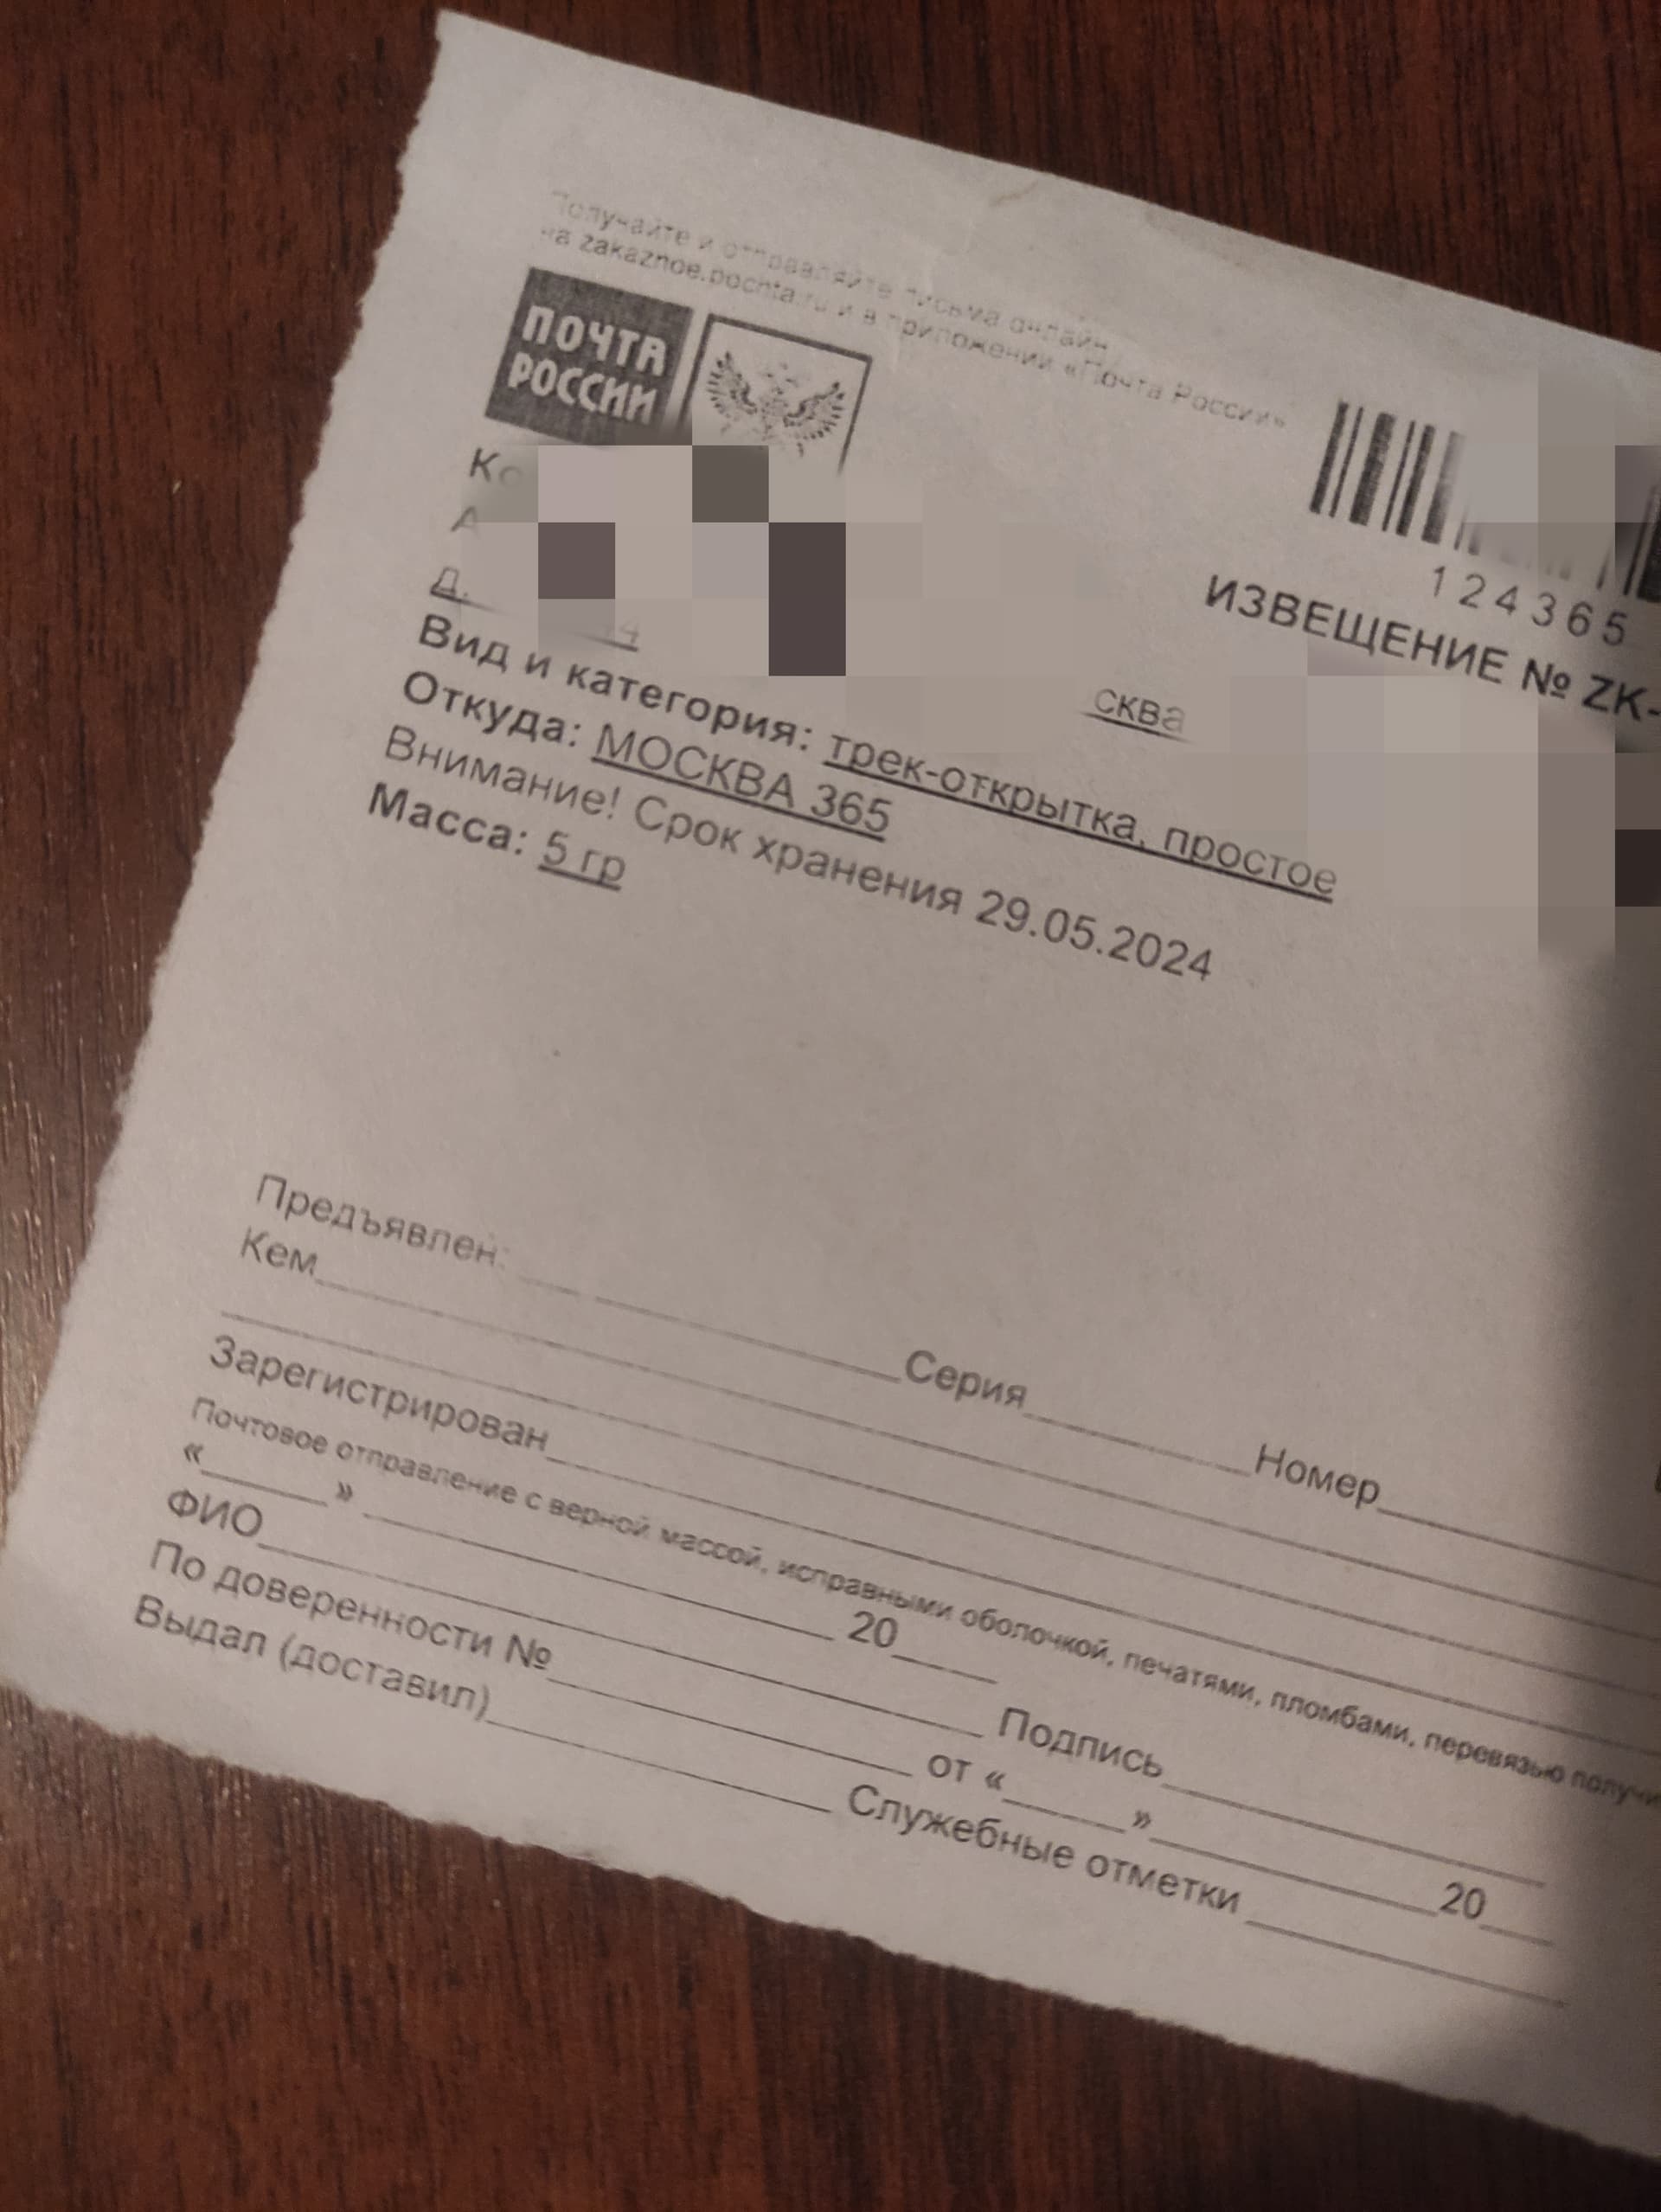 Получайте и отправляйте письма онлайн
на zakaznoe.pochta.ru и в приложении «Почта России»
ПОЧТА
РОССИИ
124365
ИЗВЕЩЕНИЕ № ZK-
Д.
сква
Вид и категория: трек-открытка, простое
Откуда: МОСКВА 365
Внимание! Срок хранения 29.05.2024
Масса: 5 гр
Предъявлен: Серия Номер
Кем
Зарегистрирован
Почтовое отправление с верной массой, исправными оболочкой, печатями, пломбами, перевязью получи
« » 20
ФИО Подпись
По доверенности № от « » 20
Выдал (доставил) Служебные отметки